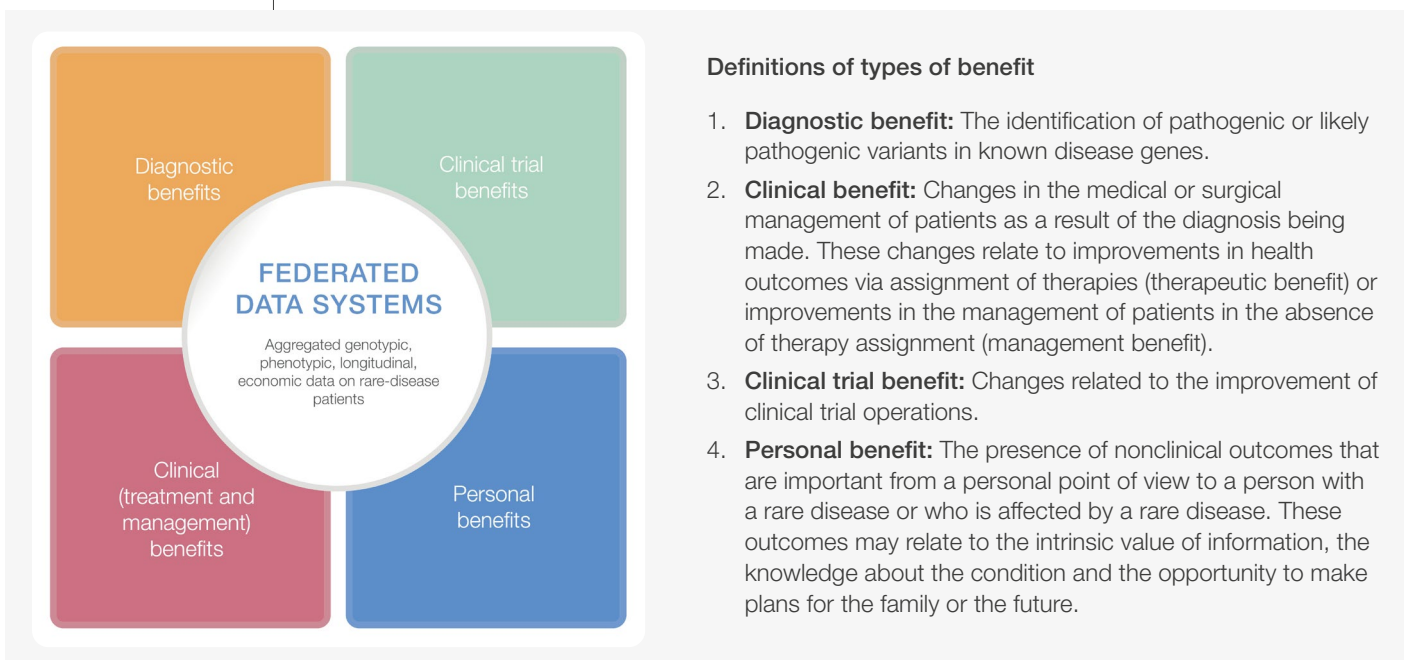 Diagnostic
benefits
Clinical trial
benefits
FEDERATED
DATA SYSTEMS
Aggregated genotypic,
phenotypic, longitudinal,
economic data on rare-disease
patients
Clinical
(treatment and
management)
benefits
Personal
benefits
Definitions of types of benefit
1. Diagnostic benefit: The identification of pathogenic or likely
pathogenic variants in known disease genes.
2. Clinical benefit: Changes in the medical or surgical
management of patients as a result of the diagnosis being
made. These changes relate to improvements in health
outcomes via assignment of therapies (therapeutic benefit) or
improvements in the management of patients in the absence
of therapy assignment (management benefit).
3. Clinical trial benefit: Changes related to the improvement of
clinical trial operations.
4. Personal benefit: The presence of nonclinical outcomes that
are important from a personal point of view to a person with
a rare disease or who is affected by a rare disease. These
outcomes may relate to the intrinsic value of information, the
knowledge about the condition and the opportunity to make
plans for the family or the future.